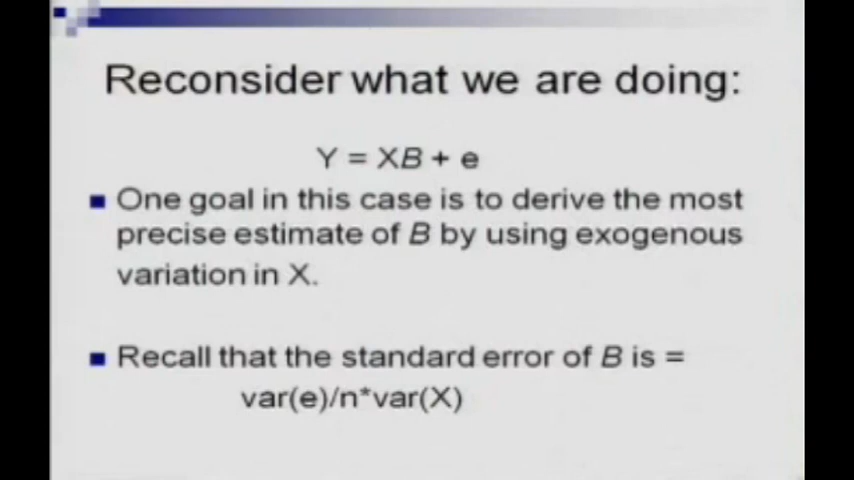 Reconsider what we are doing:
Y = XB + e
One goal in this case is to derive the most
precise estimate of B by using exogenous
variation in X.
Recall that the standard error of B is =
var(e)/n*var(X)